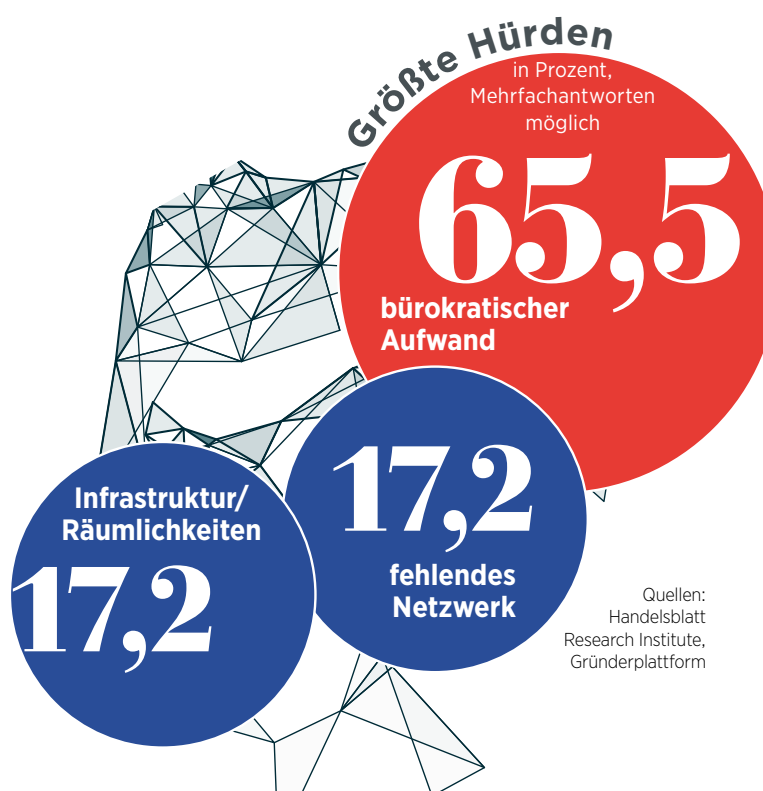 Größte Hürden
in Prozent,
Mehrfachantworten
möglich
65,5
bürokratischer
Aufwand
17,2
fehlendes
Netzwerk
Infrastruktur/
Räumlichkeiten
17,2
Quellen:
Handelsblatt
Research Institute,
Gründerplattform